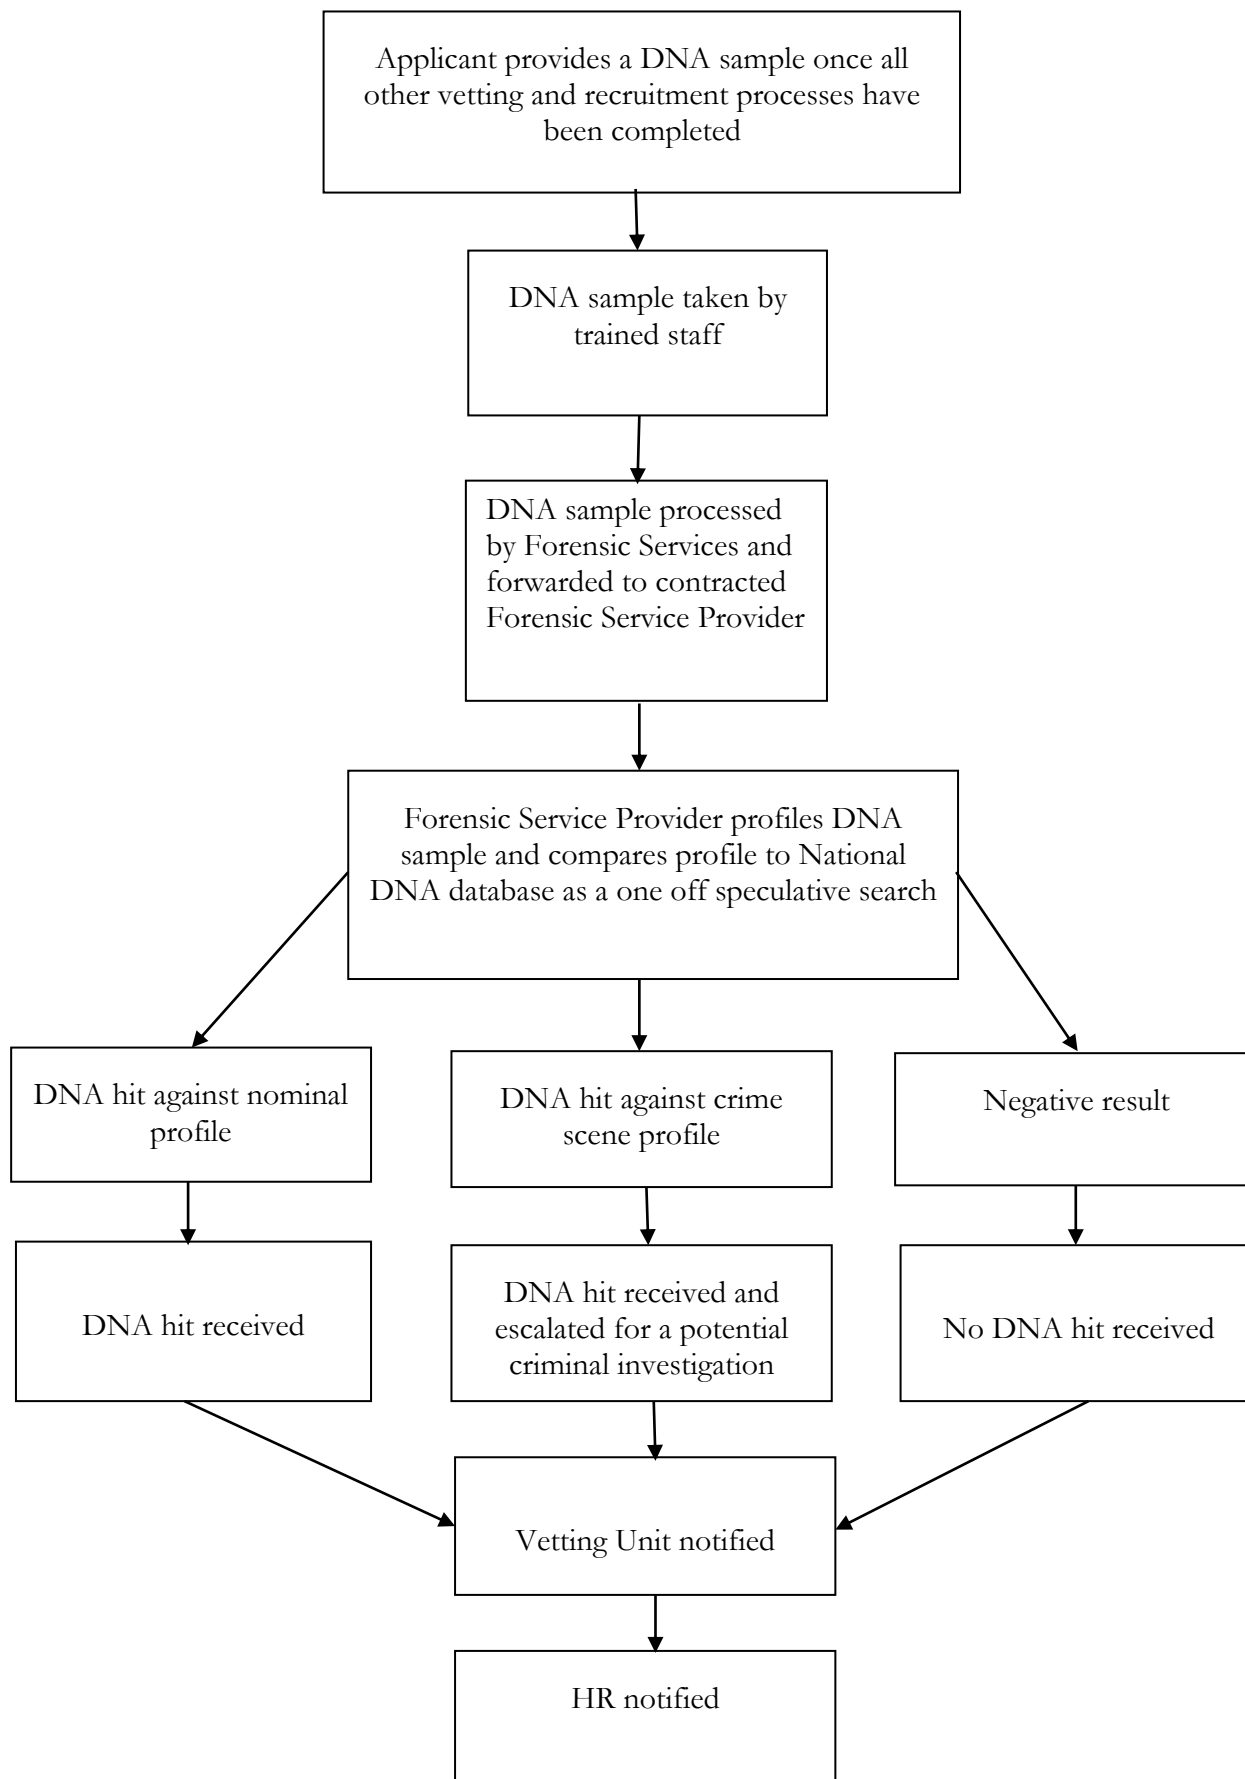 Applicant provides a DNA sample once all
other vetting and recruitment processes have
been completed
DNA sample taken by
trained staff
DNA sample processed
by Forensic Services and
forwarded to contracted
Forensic Service Provider
Forensic Service Provider profiles DNA
sample and compares profile to National
DNA database as a one off speculative search
DNA hit against nominal
profile
DNA hit against crime
scene profile
Negative result
DNA hit received
DNA hit received and
escalated for a potential
criminal investigation
No DNA hit received
Vetting Unit notified
HR notified